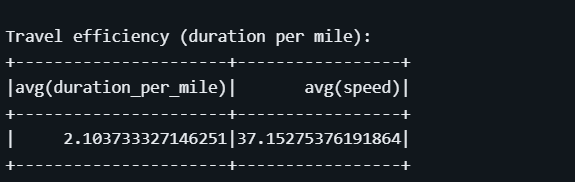 Travel efficiency (duration per mile):
+----------------------+-----------------+
|avg(duration_per_mile)|       avg(speed)|
+----------------------+-----------------+
|     2.103733327146251|37.15275376191864|
+----------------------+-----------------+